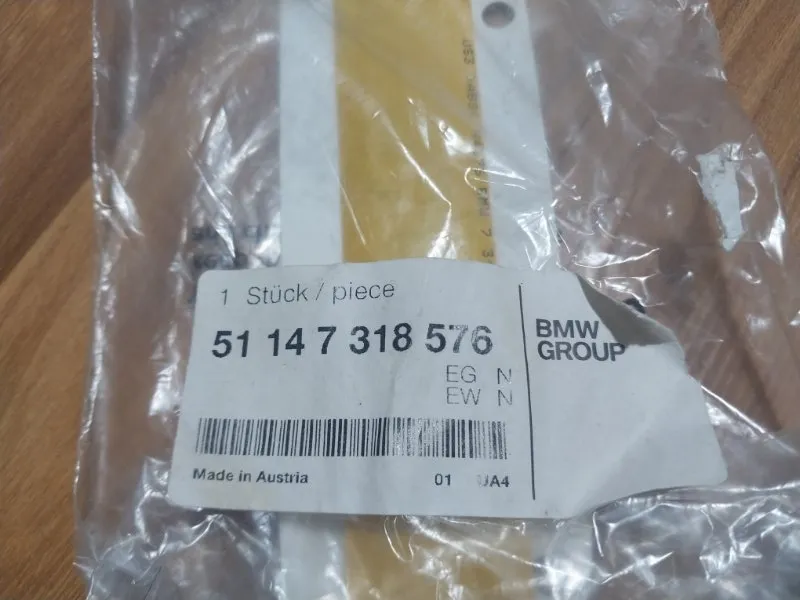 1 Stück / piece
51 14 7 318 576
EG N
EW N
BMW
GROUP
Made in Austria
01 UA4